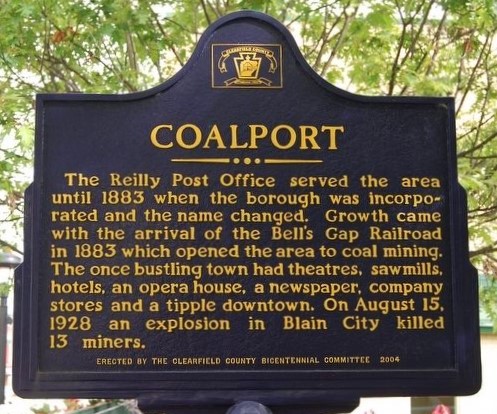 CLEARFIELD COUNTY
COALPORT
The Reilly Post Office served the area
until 1883 when the borough was incorpo-
rated and the name changed. Growth came
with the arrival of the Bell's Gap Railroad
in 1883 which opened the area to coal mining.
The once bustling town had theatres, sawmills,
hotels, an opera house, a newspaper, company
stores and a tipple downtown. On August 15,
1928 an explosion in Blain City killed
13 miners.
ERECTED BY THE CLEARFIELD COUNTY BICENTENNIAL COMMITTEE 2004